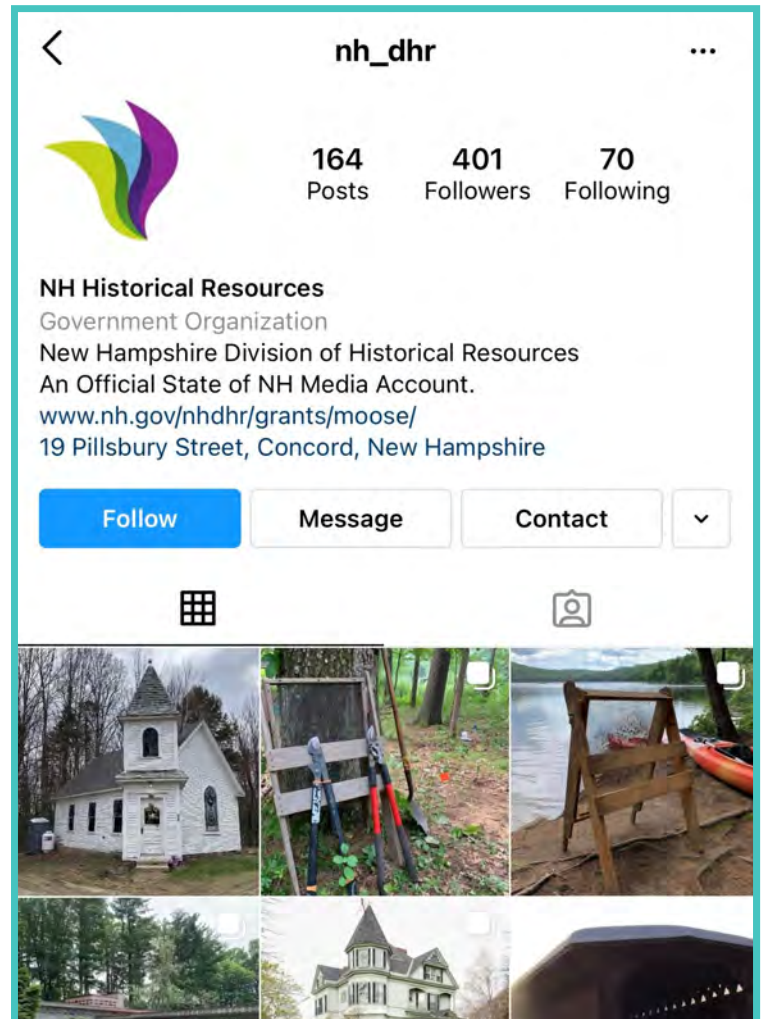 nh_dhr
164 401 70
Posts Followers Following
NH Historical Resources
Government Organization
New Hampshire Division of Historical Resources
An Official State of NH Media Account.
www.nh.gov/nhdhr/grants/moose/
19 Pillsbury Street, Concord, New Hampshire
Follow Message Contact